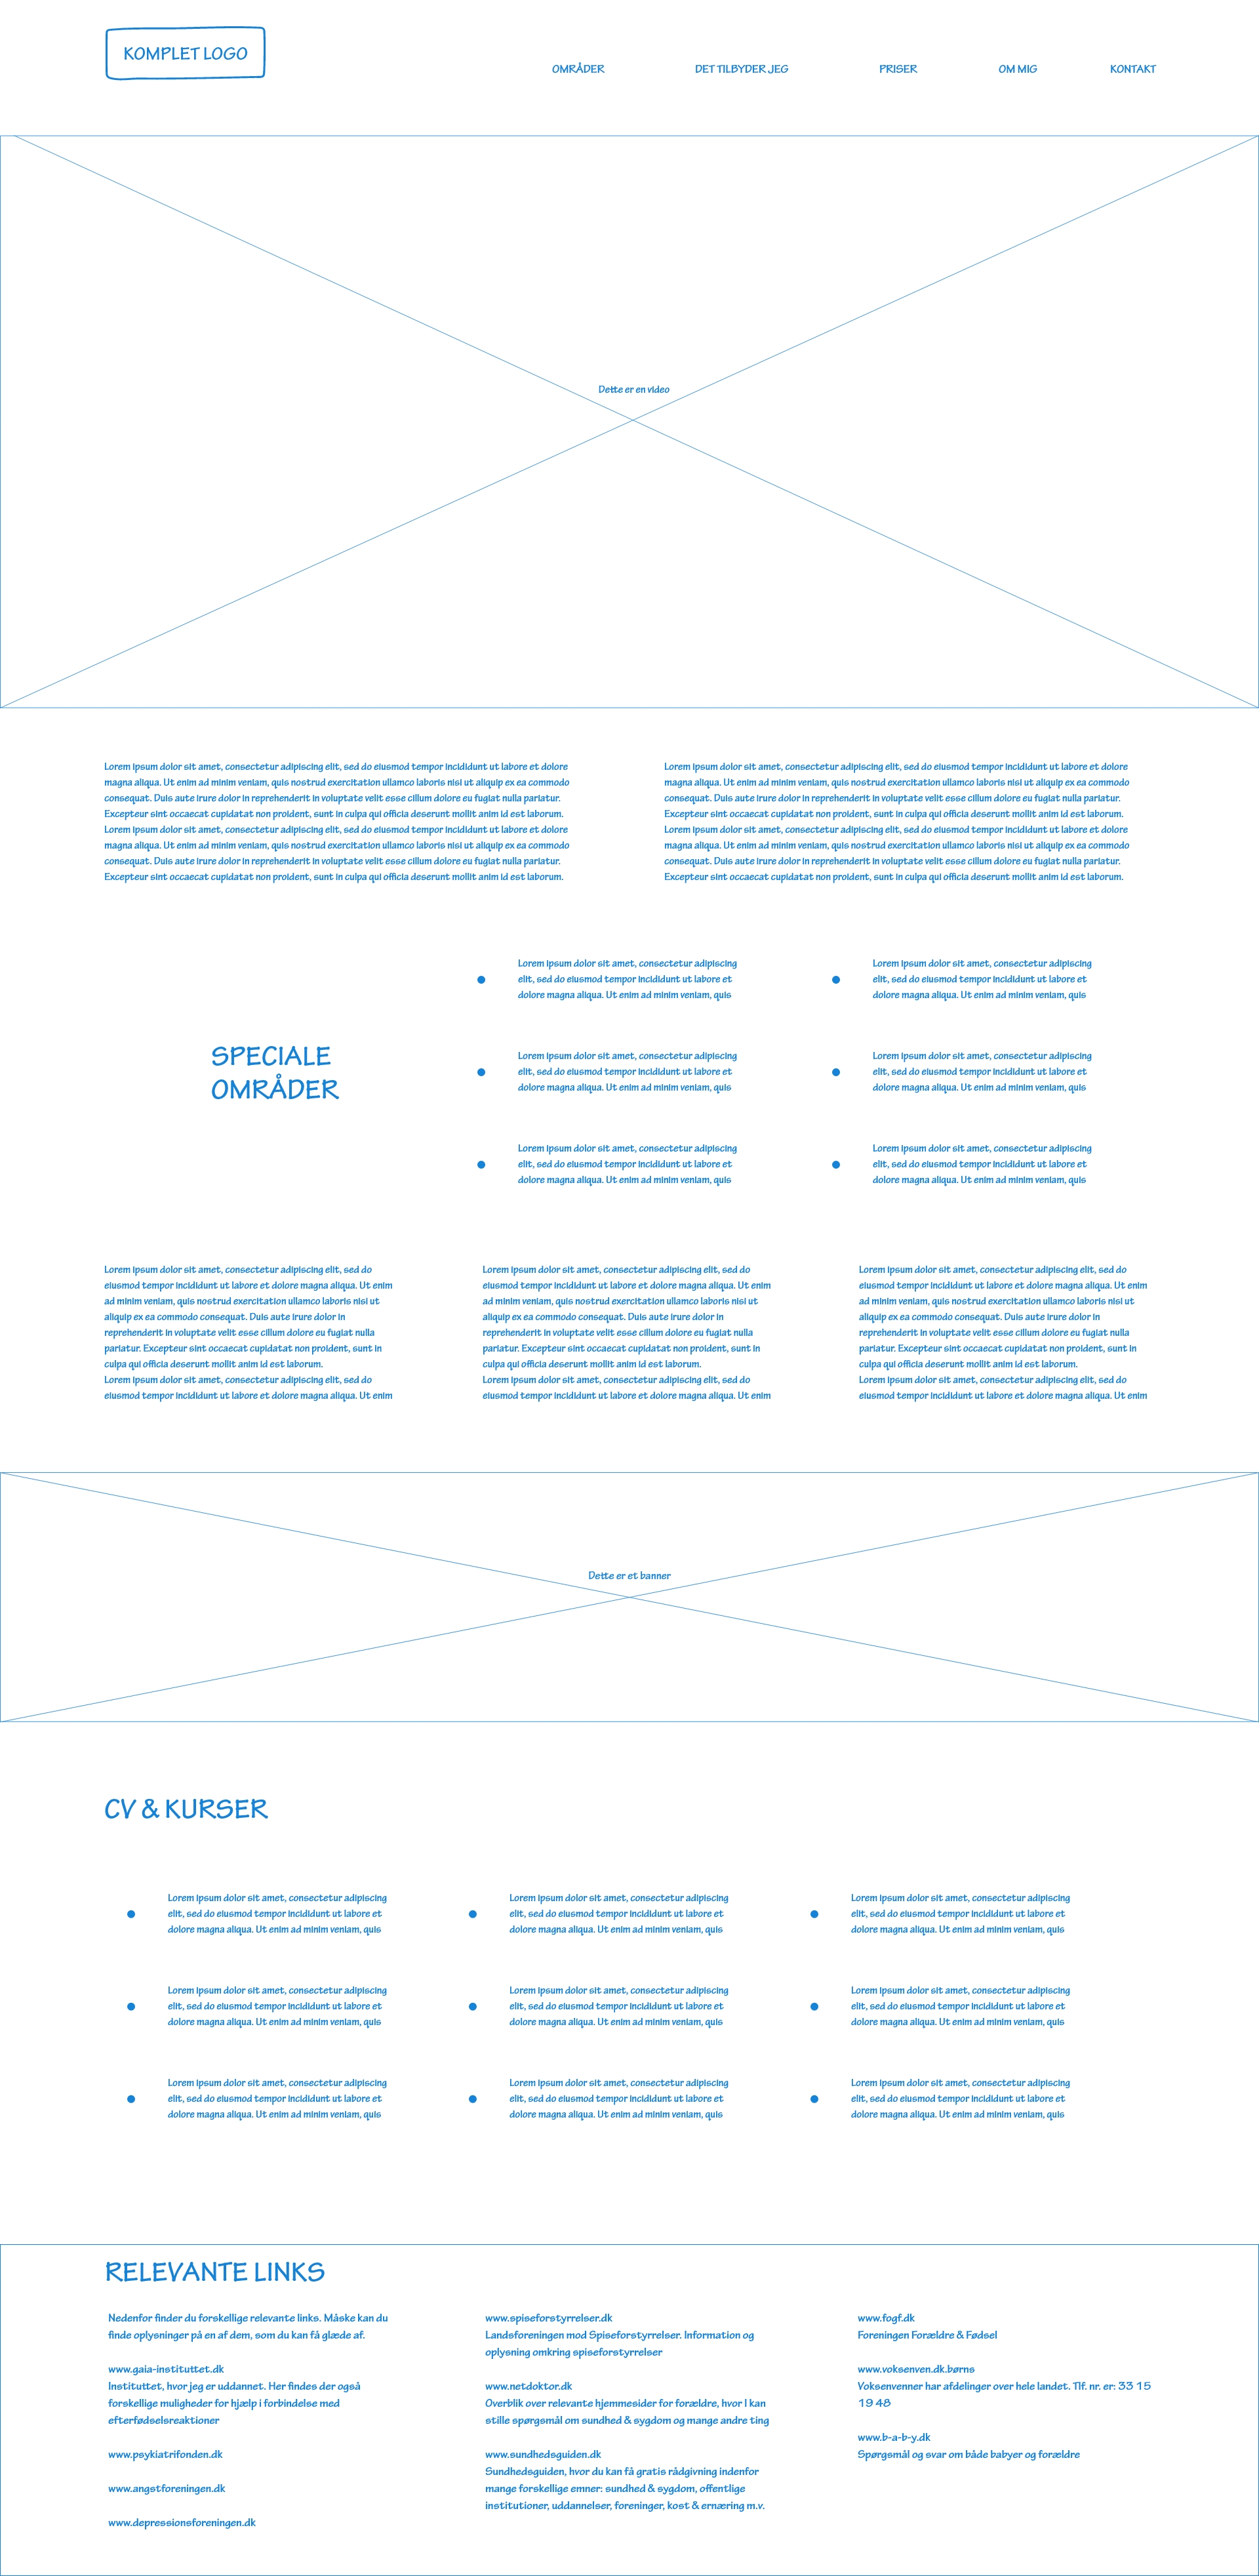 KOMPLET LOGO
OMRÅDER
DET TILBYDER JEG
PRISER
OM MIG
KONTAKT
Dette er en video
Lorem ipsum dolor sit amet, consectetur adipiscing elit, sed do eiusmod tempor incididunt ut labore et dolore
magna aliqua. Ut enim ad minim veniam, quis nostrud exercitation ullamco laboris nisi ut aliquip ex ea commodo
consequat. Duis aute irure dolor in reprehenderit in voluptate velit esse cillum dolore eu fugiat nulla pariatur.
Excepteur sint occaecat cupidatat non proident, sunt in culpa qui officia deserunt mollit anim id est laborum.
Lorem ipsum dolor sit amet, consectetur adipiscing elit, sed do eiusmod tempor incididunt ut labore et dolore
magna aliqua. Ut enim ad minim veniam, quis nostrud exercitation ullamco laboris nisi ut aliquip ex ea commodo
consequat. Duis aute irure dolor in reprehenderit in voluptate velit esse cillum dolore eu fugiat nulla pariatur.
Excepteur sint occaecat cupidatat non proident, sunt in culpa qui officia deserunt mollit anim id est laborum.
Lorem ipsum dolor sit amet, consectetur adipiscing elit, sed do eiusmod tempor incididunt ut labore et dolore
magna aliqua. Ut enim ad minim veniam, quis nostrud exercitation ullamco laboris nisi ut aliquip ex ea commodo
consequat. Duis aute irure dolor in reprehenderit in voluptate velit esse cillum dolore eu fugiat nulla pariatur.
Excepteur sint occaecat cupidatat non proident, sunt in culpa qui officia deserunt mollit anim id est laborum.
Lorem ipsum dolor sit amet, consectetur adipiscing elit, sed do eiusmod tempor incididunt ut labore et dolore
magna aliqua. Ut enim ad minim veniam, quis nostrud exercitation ullamco laboris nisi ut aliquip ex ea commodo
consequat. Duis aute irure dolor in reprehenderit in voluptate velit esse cillum dolore eu fugiat nulla pariatur.
Excepteur sint occaecat cupidatat non proident, sunt in culpa qui officia deserunt mollit anim id est laborum.
SPECIALE
OMRÅDER
Lorem ipsum dolor sit amet, consectetur adipiscing
elit, sed do eiusmod tempor incididunt ut labore et
dolore magna aliqua. Ut enim ad minim veniam, quis
Lorem ipsum dolor sit amet, consectetur adipiscing
elit, sed do eiusmod tempor incididunt ut labore et
dolore magna aliqua. Ut enim ad minim veniam, quis
Lorem ipsum dolor sit amet, consectetur adipiscing
elit, sed do eiusmod tempor incididunt ut labore et
dolore magna aliqua. Ut enim ad minim veniam, quis
Lorem ipsum dolor sit amet, consectetur adipiscing
elit, sed do eiusmod tempor incididunt ut labore et
dolore magna aliqua. Ut enim ad minim veniam, quis
Lorem ipsum dolor sit amet, consectetur adipiscing
elit, sed do eiusmod tempor incididunt ut labore et
dolore magna aliqua. Ut enim ad minim veniam, quis
Lorem ipsum dolor sit amet, consectetur adipiscing
elit, sed do eiusmod tempor incididunt ut labore et
dolore magna aliqua. Ut enim ad minim veniam, quis
Lorem ipsum dolor sit amet, consectetur adipiscing elit, sed do
eiusmod tempor incididunt ut labore et dolore magna aliqua. Ut enim
ad minim veniam, quis nostrud exercitation ullamco laboris nisi ut
aliquip ex ea commodo consequat. Duis aute irure dolor in
reprehenderit in voluptate velit esse cillum dolore eu fugiat nulla
pariatur. Excepteur sint occaecat cupidatat non proident, sunt in
culpa qui officia deserunt mollit anim id est laborum.
Lorem ipsum dolor sit amet, consectetur adipiscing elit, sed do
eiusmod tempor incididunt ut labore et dolore magna aliqua. Ut enim
Lorem ipsum dolor sit amet, consectetur adipiscing elit, sed do
eiusmod tempor incididunt ut labore et dolore magna aliqua. Ut enim
ad minim veniam, quis nostrud exercitation ullamco laboris nisi ut
aliquip ex ea commodo consequat. Duis aute irure dolor in
reprehenderit in voluptate velit esse cillum dolore eu fugiat nulla
pariatur. Excepteur sint occaecat cupidatat non proident, sunt in
culpa qui officia deserunt mollit anim id est laborum.
Lorem ipsum dolor sit amet, consectetur adipiscing elit, sed do
eiusmod tempor incididunt ut labore et dolore magna aliqua. Ut enim
Lorem ipsum dolor sit amet, consectetur adipiscing elit, sed do
eiusmod tempor incididunt ut labore et dolore magna aliqua. Ut enim
ad minim veniam, quis nostrud exercitation ullamco laboris nisi ut
aliquip ex ea commodo consequat. Duis aute irure dolor in
reprehenderit in voluptate velit esse cillum dolore eu fugiat nulla
pariatur. Excepteur sint occaecat cupidatat non proident, sunt in
culpa qui officia deserunt mollit anim id est laborum.
Lorem ipsum dolor sit amet, consectetur adipiscing elit, sed do
eiusmod tempor incididunt ut labore et dolore magna aliqua. Ut enim
Dette er et banner
CV & KURSER
Lorem ipsum dolor sit amet, consectetur adipiscing
elit, sed do eiusmod tempor incididunt ut labore et
dolore magna aliqua. Ut enim ad minim veniam, quis
Lorem ipsum dolor sit amet, consectetur adipiscing
elit, sed do eiusmod tempor incididunt ut labore et
dolore magna aliqua. Ut enim ad minim veniam, quis
Lorem ipsum dolor sit amet, consectetur adipiscing
elit, sed do eiusmod tempor incididunt ut labore et
dolore magna aliqua. Ut enim ad minim veniam, quis
Lorem ipsum dolor sit amet, consectetur adipiscing
elit, sed do eiusmod tempor incididunt ut labore et
dolore magna aliqua. Ut enim ad minim veniam, quis
Lorem ipsum dolor sit amet, consectetur adipiscing
elit, sed do eiusmod tempor incididunt ut labore et
dolore magna aliqua. Ut enim ad minim veniam, quis
Lorem ipsum dolor sit amet, consectetur adipiscing
elit, sed do eiusmod tempor incididunt ut labore et
dolore magna aliqua. Ut enim ad minim veniam, quis
Lorem ipsum dolor sit amet, consectetur adipiscing
elit, sed do eiusmod tempor incididunt ut labore et
dolore magna aliqua. Ut enim ad minim veniam, quis
Lorem ipsum dolor sit amet, consectetur adipiscing
elit, sed do eiusmod tempor incididunt ut labore et
dolore magna aliqua. Ut enim ad minim veniam, quis
Lorem ipsum dolor sit amet, consectetur adipiscing
elit, sed do eiusmod tempor incididunt ut labore et
dolore magna aliqua. Ut enim ad minim veniam, quis
RELEVANTE LINKS
Nedenfor finder du forskellige relevante links. Måske kan du
finde oplysninger på en af dem, som du kan få glæde af.
www.gaia-instituttet.dk
Instituttet, hvor jeg er uddannet. Her findes der også
forskellige muligheder for hjælp i forbindelse med
efterfødselsreaktioner
www.psykiatrifonden.dk
www.angstforeningen.dk
www.depressionsforeningen.dk
www.spiseforstyrrelser.dk
Landsforeningen mod Spiseforstyrrelser. Information og
oplysning omkring spiseforstyrrelser
www.netdoktor.dk
Overblik over relevante hjemmesider for forældre, hvor I kan
stille spørgsmål om sundhed & sygdom og mange andre ting
www.sundhedsguiden.dk
Sundhedsguiden, hvor du kan få gratis rådgivning indenfor
mange forskellige emner: sundhed & sygdom, offentlige
institutioner, uddannelser, foreninger, kost & ernæring m.v.
www.fogf.dk
Foreningen Forældre & Fødsel
www.voksenven.dk.børns
Voksenvenner har afdelinger over hele landet. Tlf. nr. er: 33 15
19 48
www.b-a-b-y.dk
Spørgsmål og svar om både babyer og forældre